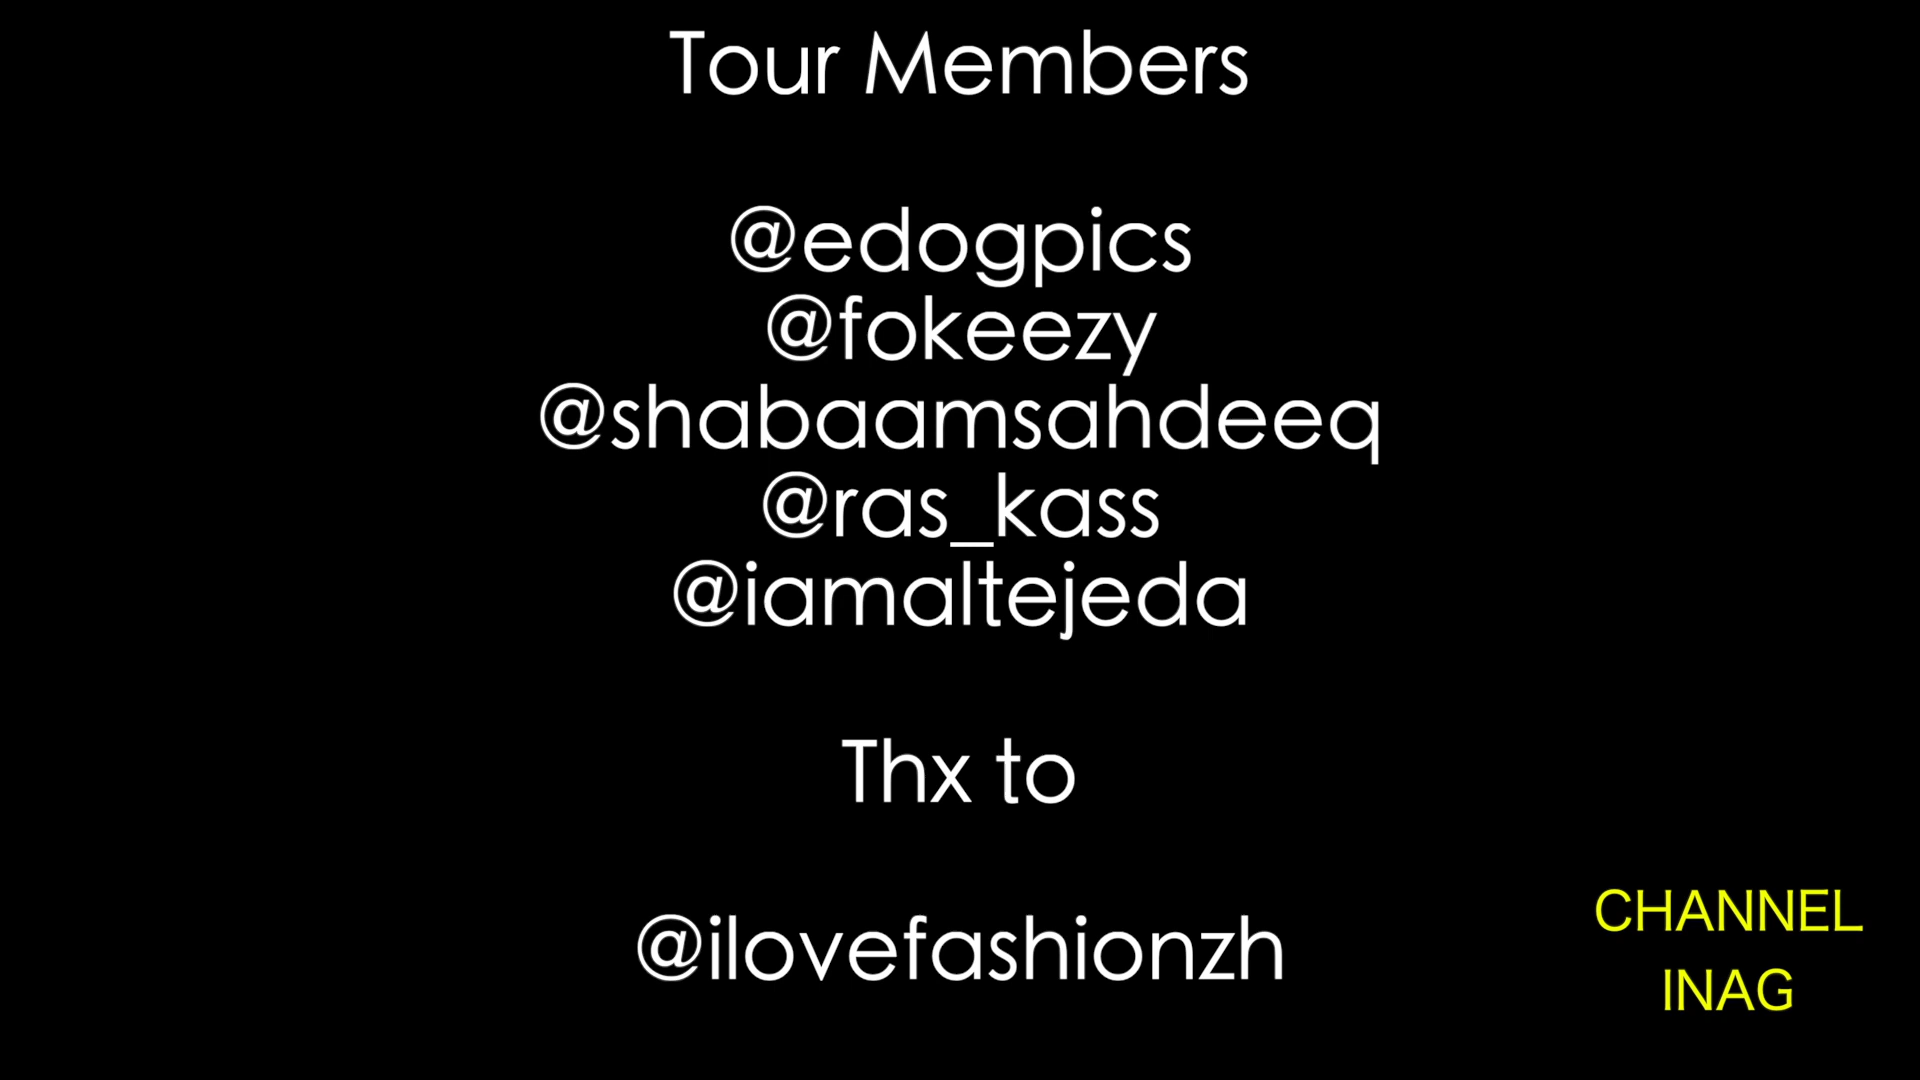 Tour Members
@edogpics
@fokeezy
@shabaamsahdeeq
@ras_kass
@iamaltejeda
Thx to
@ilovefashionzh
CHANNEL
INAG